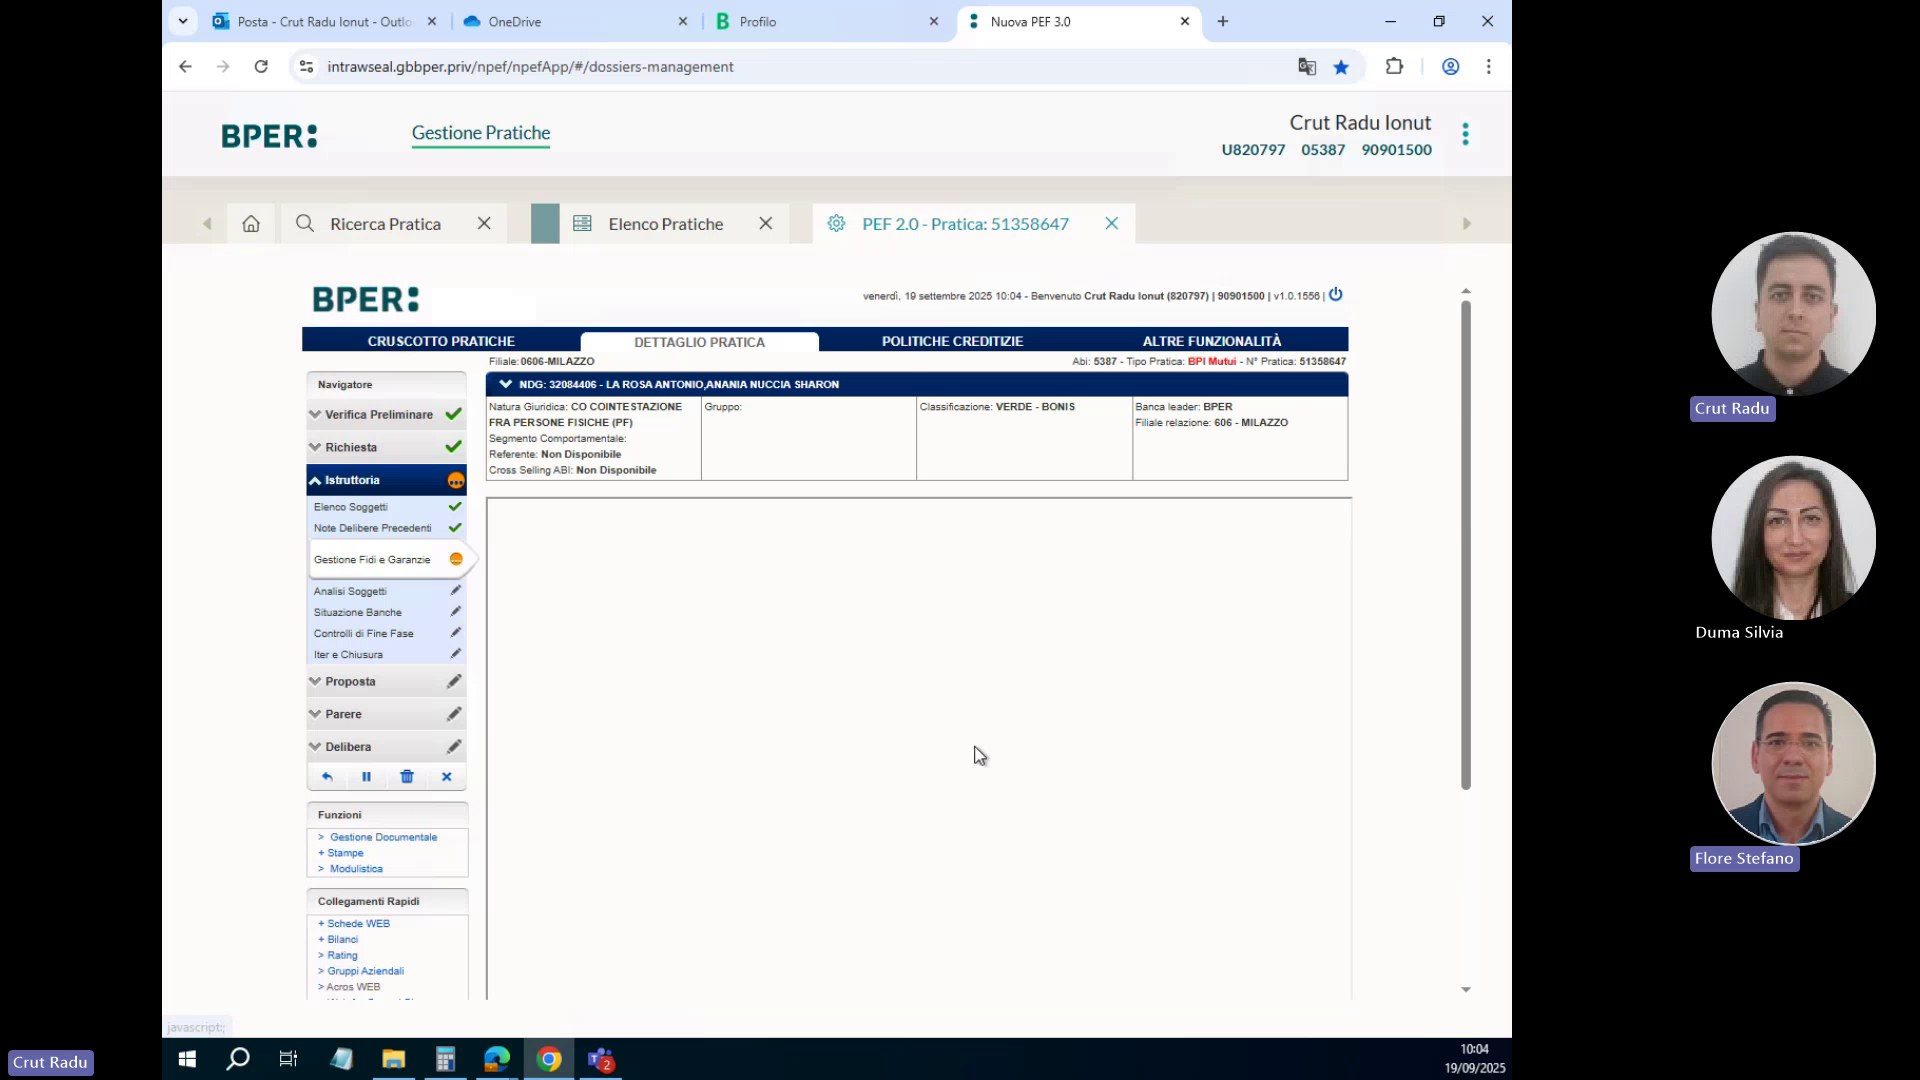 Posta - Crut Radu Ionut - Outlo
OneDrive
Profilo
Nuova PEF 3.0
intrawseal.gbbper.priv/npef/npefApp/#/dossiers-management
BPER:
Gestione Pratiche
Crut Radu Ionut
U820797 05387 90901500
Ricerca Pratica
Elenco Pratiche
PEF 2.0 - Pratica: 51358647
BPER:
venerdì, 19 settembre 2025 10:04 - Benvenuto Crut Radu Ionut (820797) | 90901500 | v1.0.1556 |
CRUSCOTTO PRATICHE
DETTAGLIO PRATICA
POLITICHE CREDITIZIE
ALTRE FUNZIONALITÀ
Filiale: 0606-MILAZZO
Abi: 5387 - Tipo Pratica: BPI Mutui - N° Pratica: 51358647
NDG: 32084406 - LA ROSA ANTONIO,ANANIA NUCCIA SHARON
Natura Giuridica: CO COINTESTAZIONE
FRA PERSONE FISICHE (PF)
Segmento Comportamentale:
Referente: Non Disponibile
Cross Selling ABI: Non Disponibile
Gruppo:
Classificazione: VERDE - BONIS
Banca leader: BPER
Filiale relazione: 606 - MILAZZO
Navigatore
Verifica Preliminare
Richiesta
Istruttoria
Elenco Soggetti
Note Delibere Precedenti
Gestione Fidi e Garanzie
Analisi Soggetti
Situazione Banche
Controlli di Fine Fase
Iter e Chiusura
Proposta
Parere
Delibera
Funzioni
> Gestione Documentale
+ Stampe
> Modulistica
Collegamenti Rapidi
+ Schede WEB
+ Bilanci
> Rating
> Gruppi Aziendali
> Acros WEB
javascript:;
2
10:04
19/09/2025
Crut Radu
Duma Silvia
Flore Stefano
Crut Radu